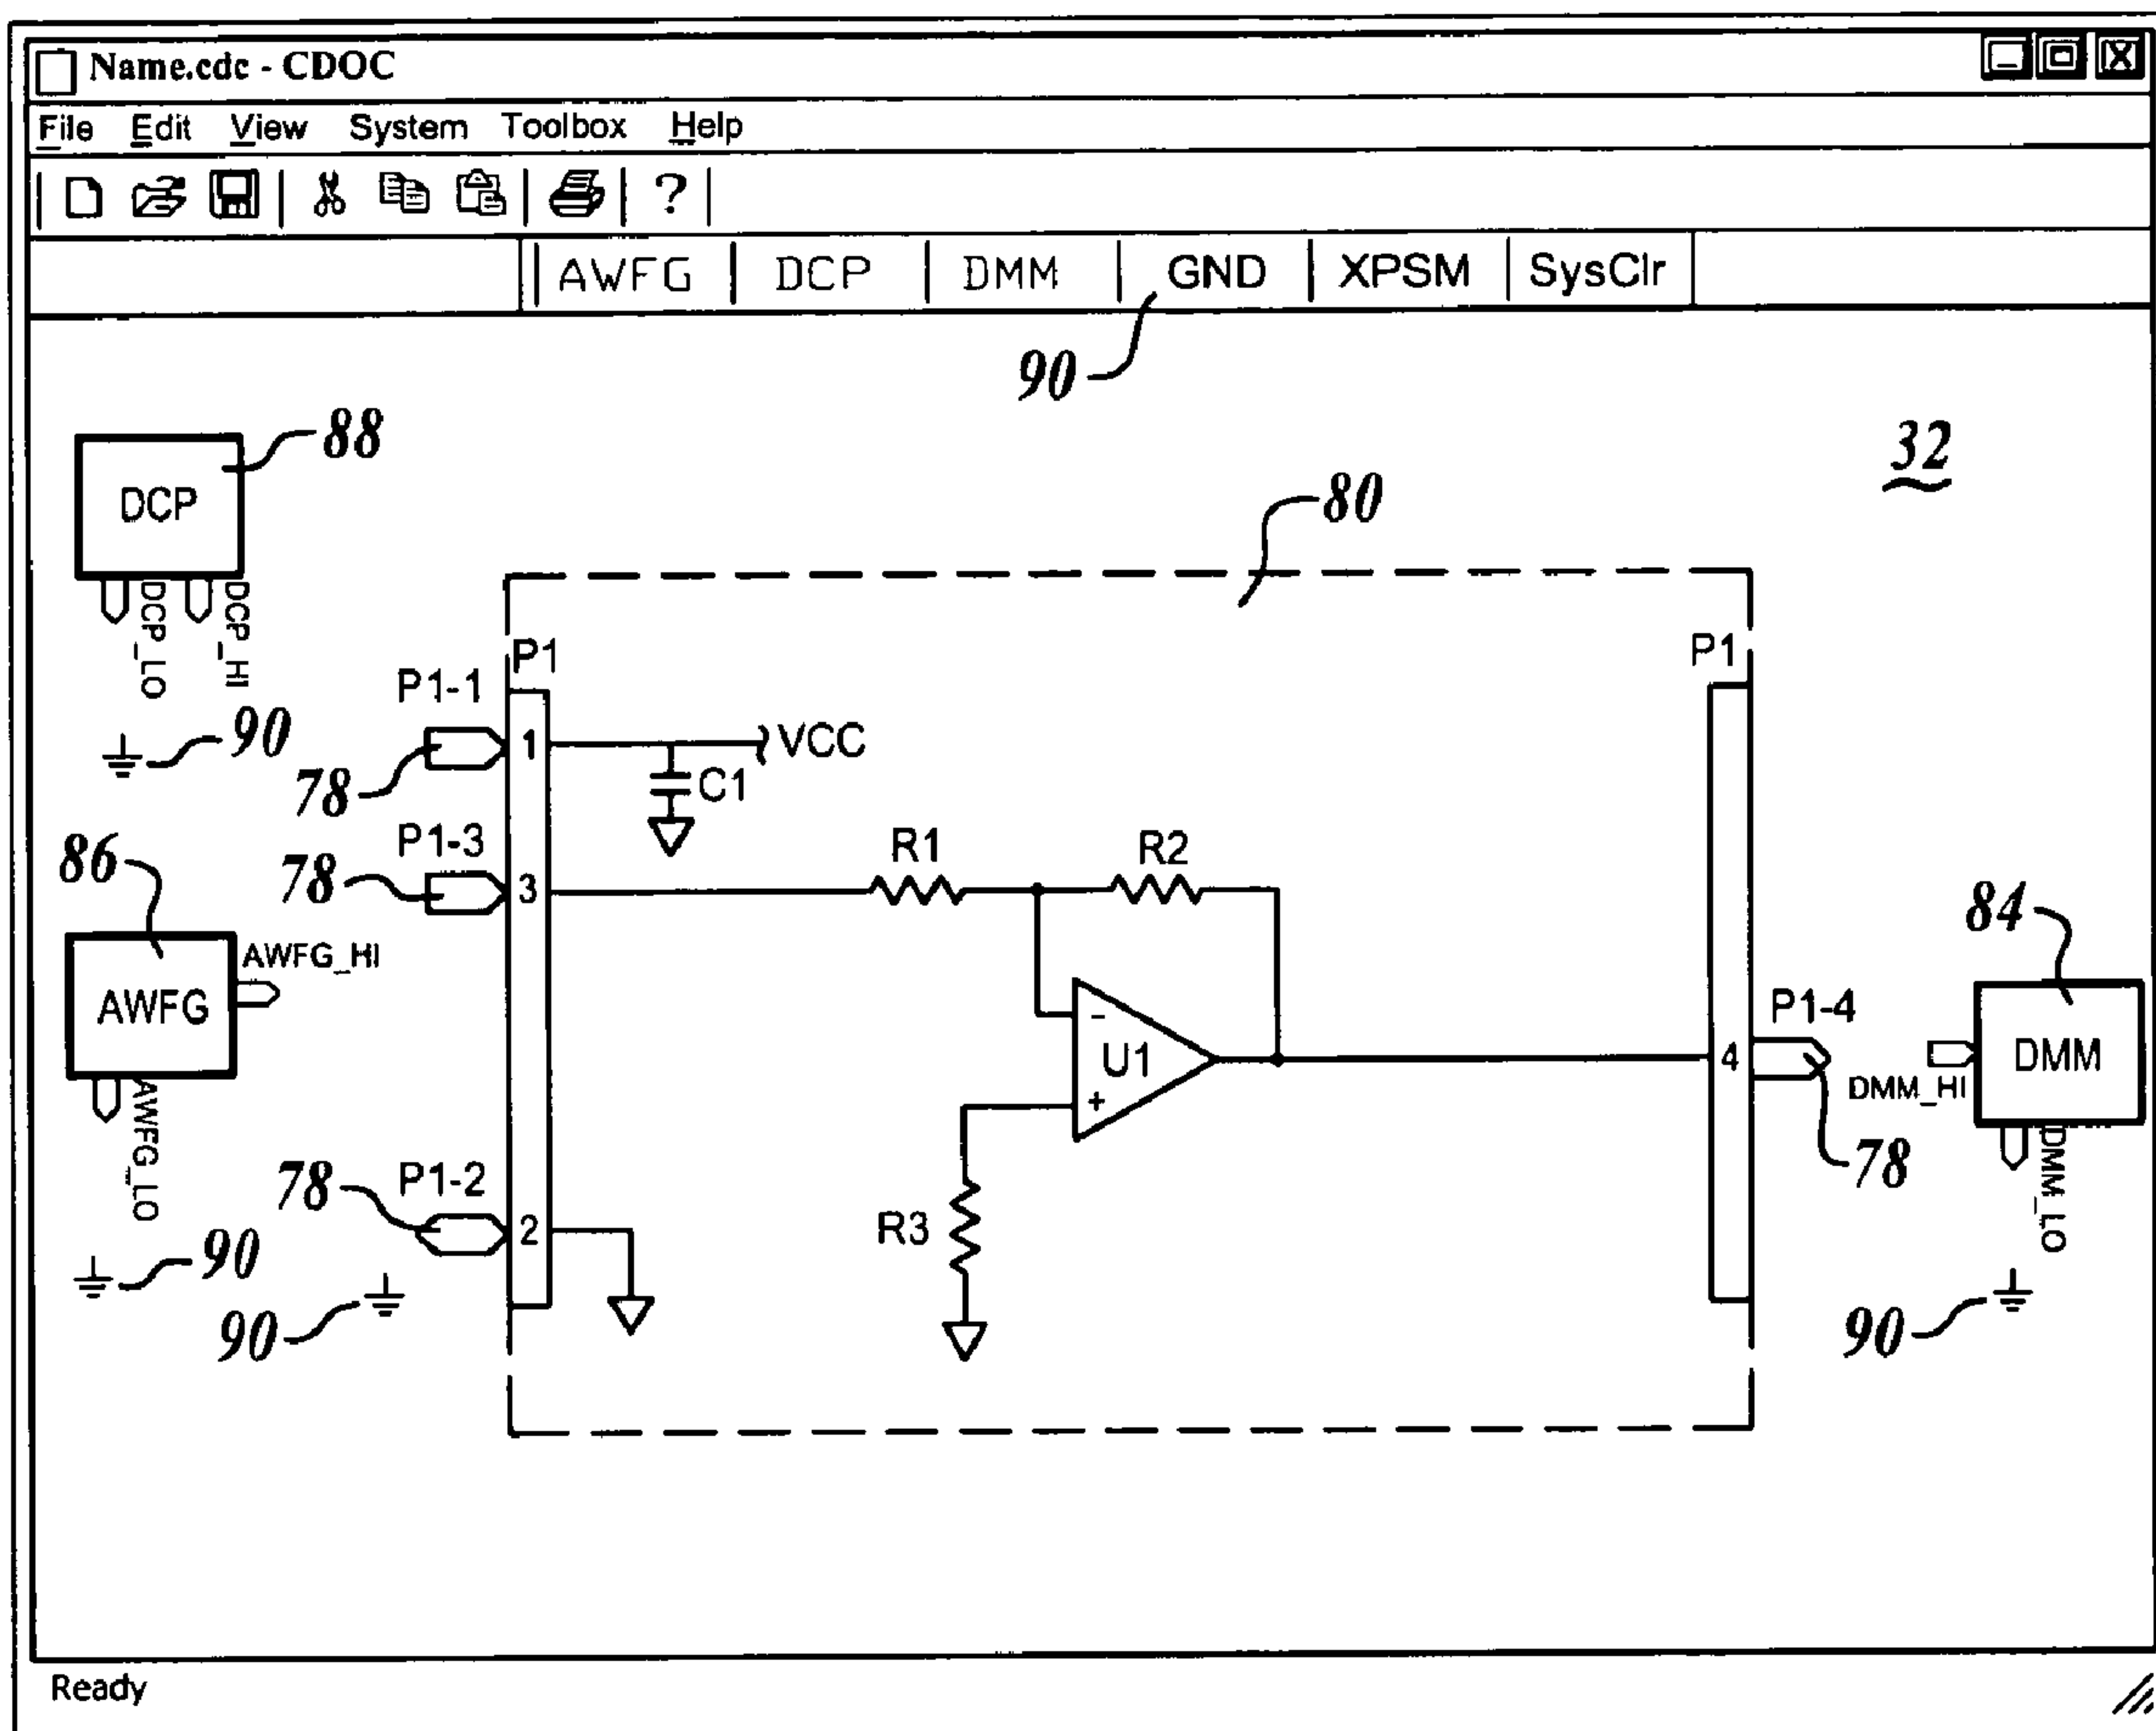 Name.cdc - CDOC
File Edit View System Toolbox Help
?
AWFG DCP DMM GND XPSM SysClr
90
88
32
DCP
80
DCP_LO
DCP_HI
P1
P1
P1-1
90
1
VCC
78
C1
P1-3
R1
R2
86
78
3
84
AWFG_HI
AWFG
P1-4
-
U1
4
DMM
DMM_HI
+
AWFG_LO
DMM_LO
78
P1-2
78
2
R3
90
90
90
Ready